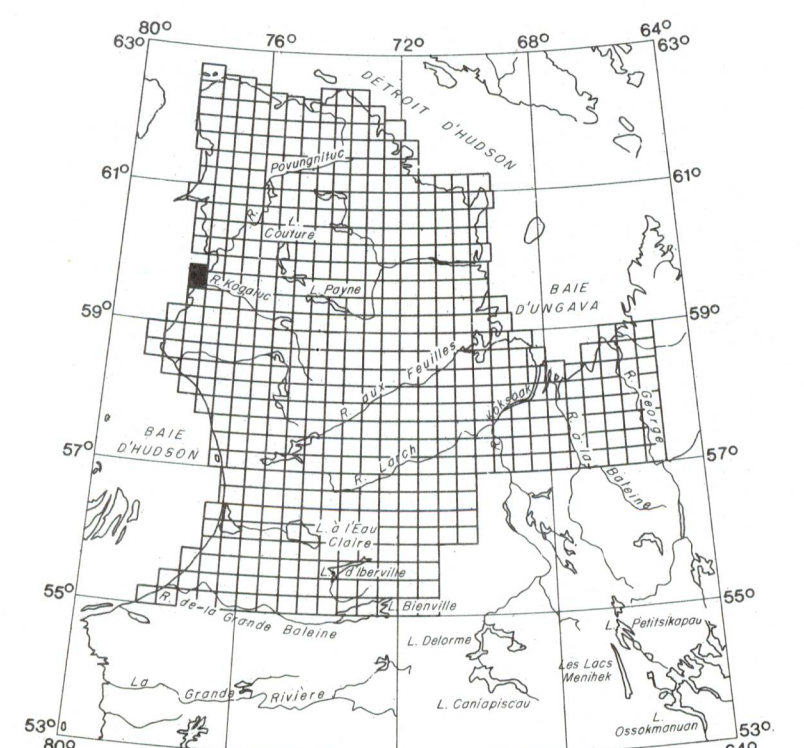 80°
76°
72°
68°
64°
63°
63°
DÉTROIT D'HUDSON
61°
Povungnituc
R.
61°
L.
Couture
R. Kogaluc
L. Payne
BAIE
D'UNGAVA
59°
59°
R. aux Feuilles
Koksoak
R. à la
Baleine
R. George
BAIE
D'HUDSON
57°
R. Larch
57°
L. à l'Eau
Claire
L. d'Iberville
55°
R. de-la Grande Baleine
L. Bienville
55°
L. Delorme
L. Petitsikapau
Les Lacs
Menihek
La Grande Rivière
L. Caniapiscau
L.
Ossokmanuan
53°
53°
80°
64°